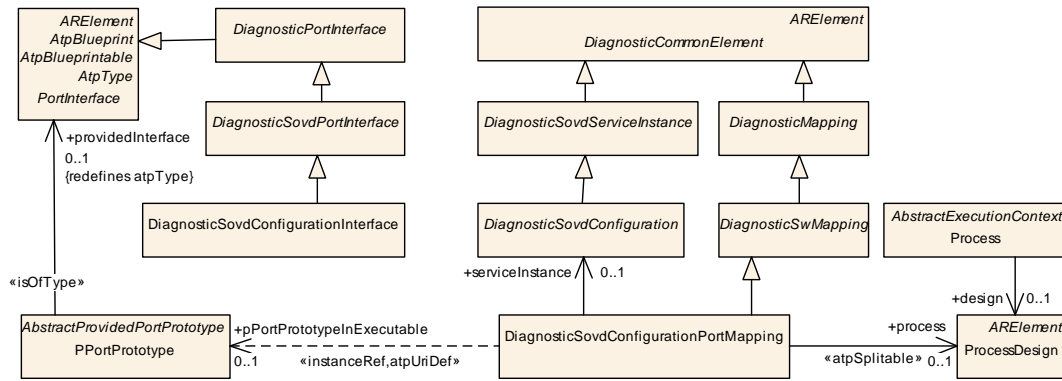 ARElement
AtpBlueprint
AtpBlueprintable
AtpType
PortInterface
DiagnosticPortInterface
ARElement
DiagnosticCommonElement
+providedInterface
0..1
{redefines atpType}
DiagnosticSovdPortInterface
DiagnosticSovdServiceInstance
DiagnosticMapping
DiagnosticSovdConfigurationInterface
DiagnosticSovdConfiguration
DiagnosticSwMapping
AbstractExecutionContext
Process
«isOfType»
+serviceInstance
0..1
+design
0..1
AbstractProvidedPortPrototype
PPortPrototype
+pPortPrototypeInExecutable
0..1
«instanceRef,atpUriDef»
DiagnosticSovdConfigurationPortMapping
+process
«atpSplitable»
0..1
ARElement
ProcessDesign